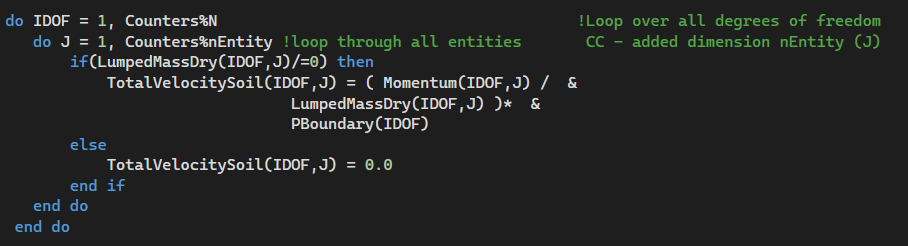 do IDOF = 1, Counters%N !Loop over all degrees of freedom
do J = 1, Counters%nEntity !loop through all entities CC - added dimension nEntity (J)
if(LumpedMassDry(IDOF,J)/=0) then
TotalVelocitySoil(IDOF,J) = ( Momentum(IDOF,J) / &
LumpedMassDry(IDOF,J) )* &
PBoundary(IDOF)
else
TotalVelocitySoil(IDOF,J) = 0.0
end if
end do
end do